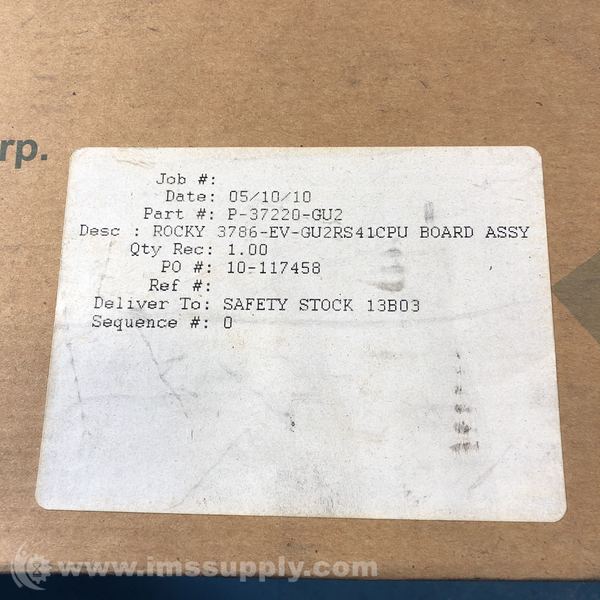 rp.
Job #:
Date: 05/10/10
Part #: P-37220-GU2
Desc : ROCKY 3786-EV-GU2RS41CPU BOARD ASSY
Qty Rec: 1.00
PO #: 10-117458
Ref #:
Deliver To: SAFETY STOCK 13B03
Sequence #: 0
www.imssupply.com